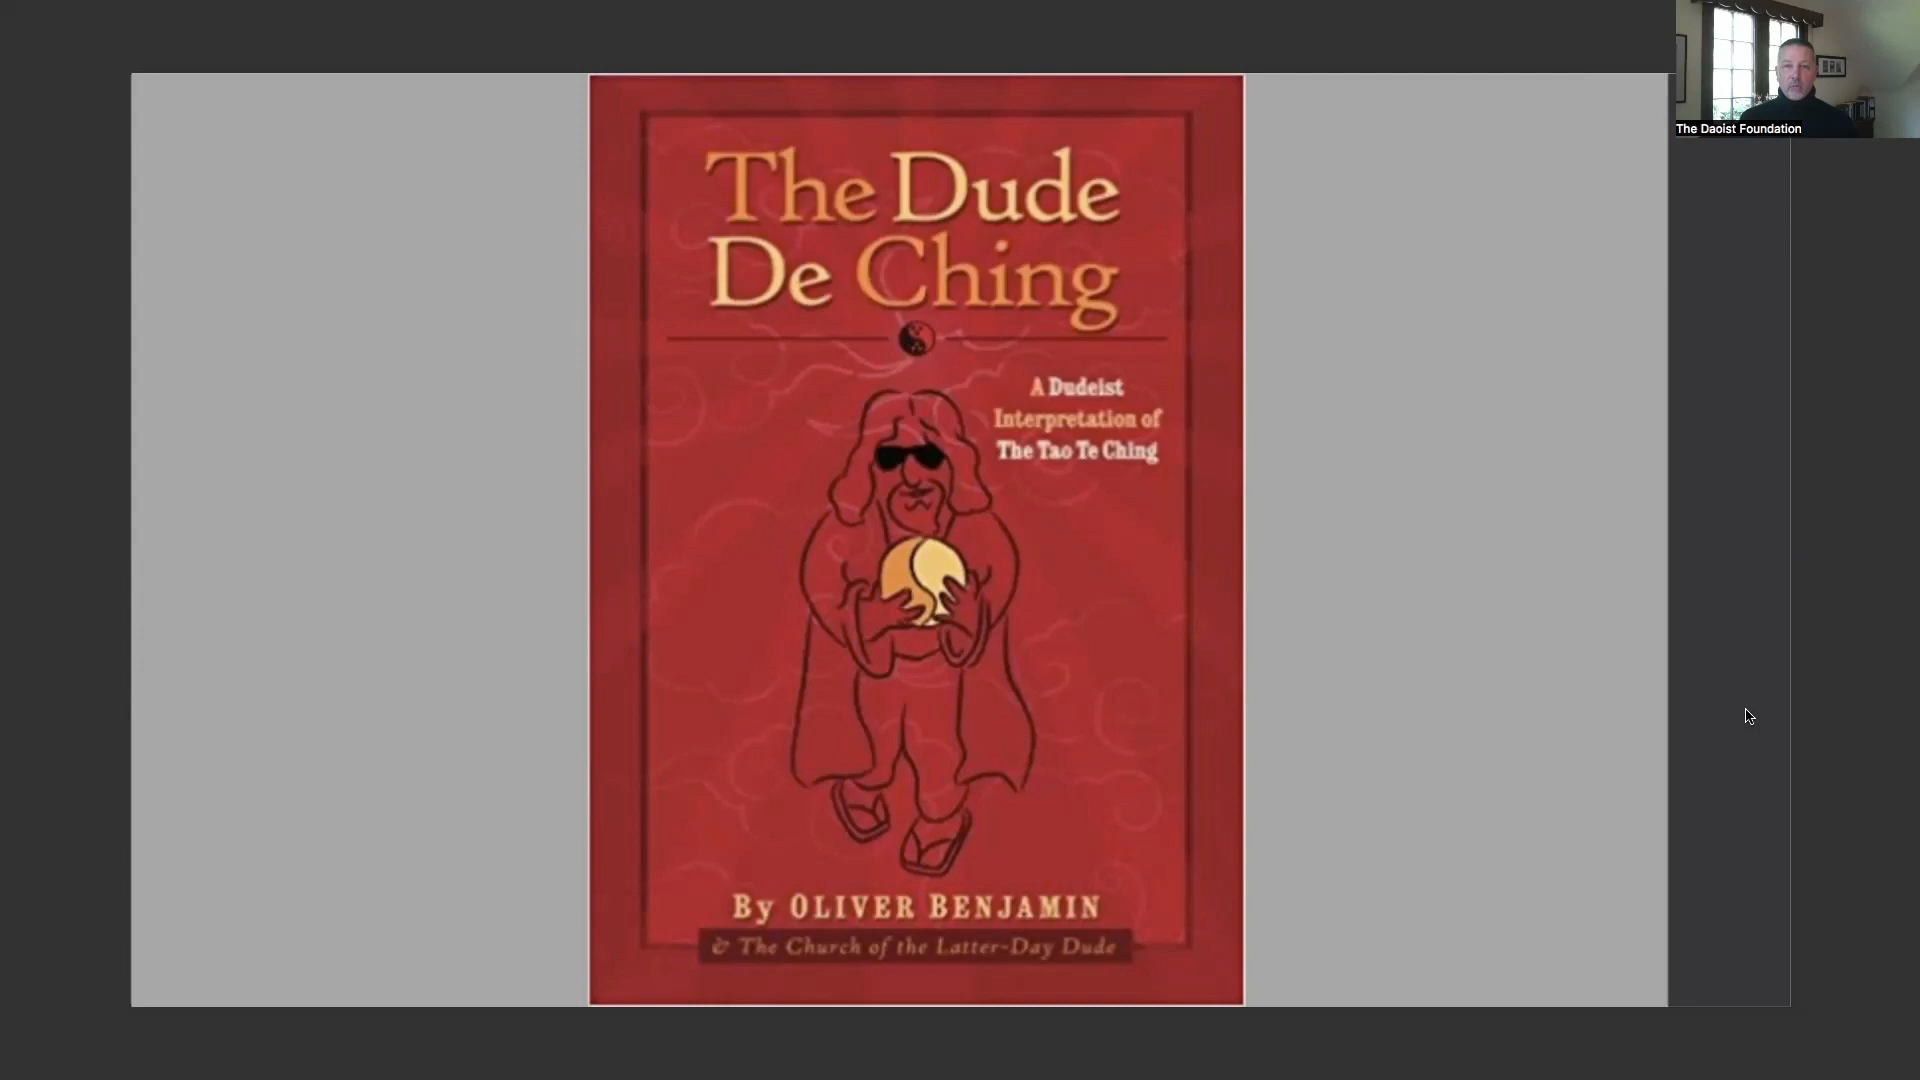 The Dude
De Ching
A Dudeist
Interpretation of
The Tao Te Ching
By OLIVER BENJAMIN
& The Church of the Latter-Day Dude
The Daoist Foundation